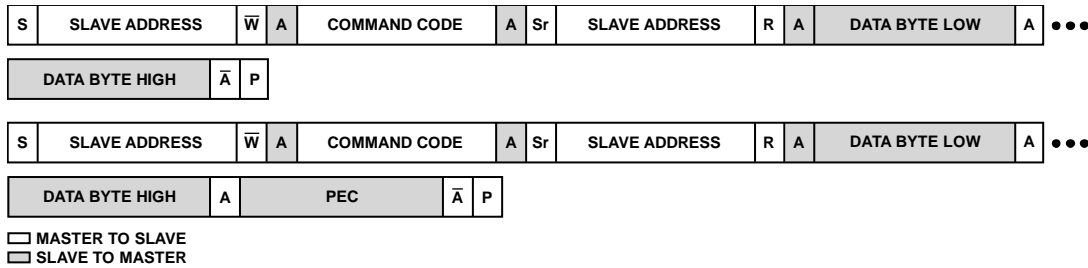 S SLAVE ADDRESS W̅ A COMMAND CODE A Sr SLAVE ADDRESS R A DATA BYTE LOW A •••
DATA BYTE HIGH A̅ P
S SLAVE ADDRESS W̅ A COMMAND CODE A Sr SLAVE ADDRESS R A DATA BYTE LOW A •••
DATA BYTE HIGH A PEC A̅ P
MASTER TO SLAVE
SLAVE TO MASTER